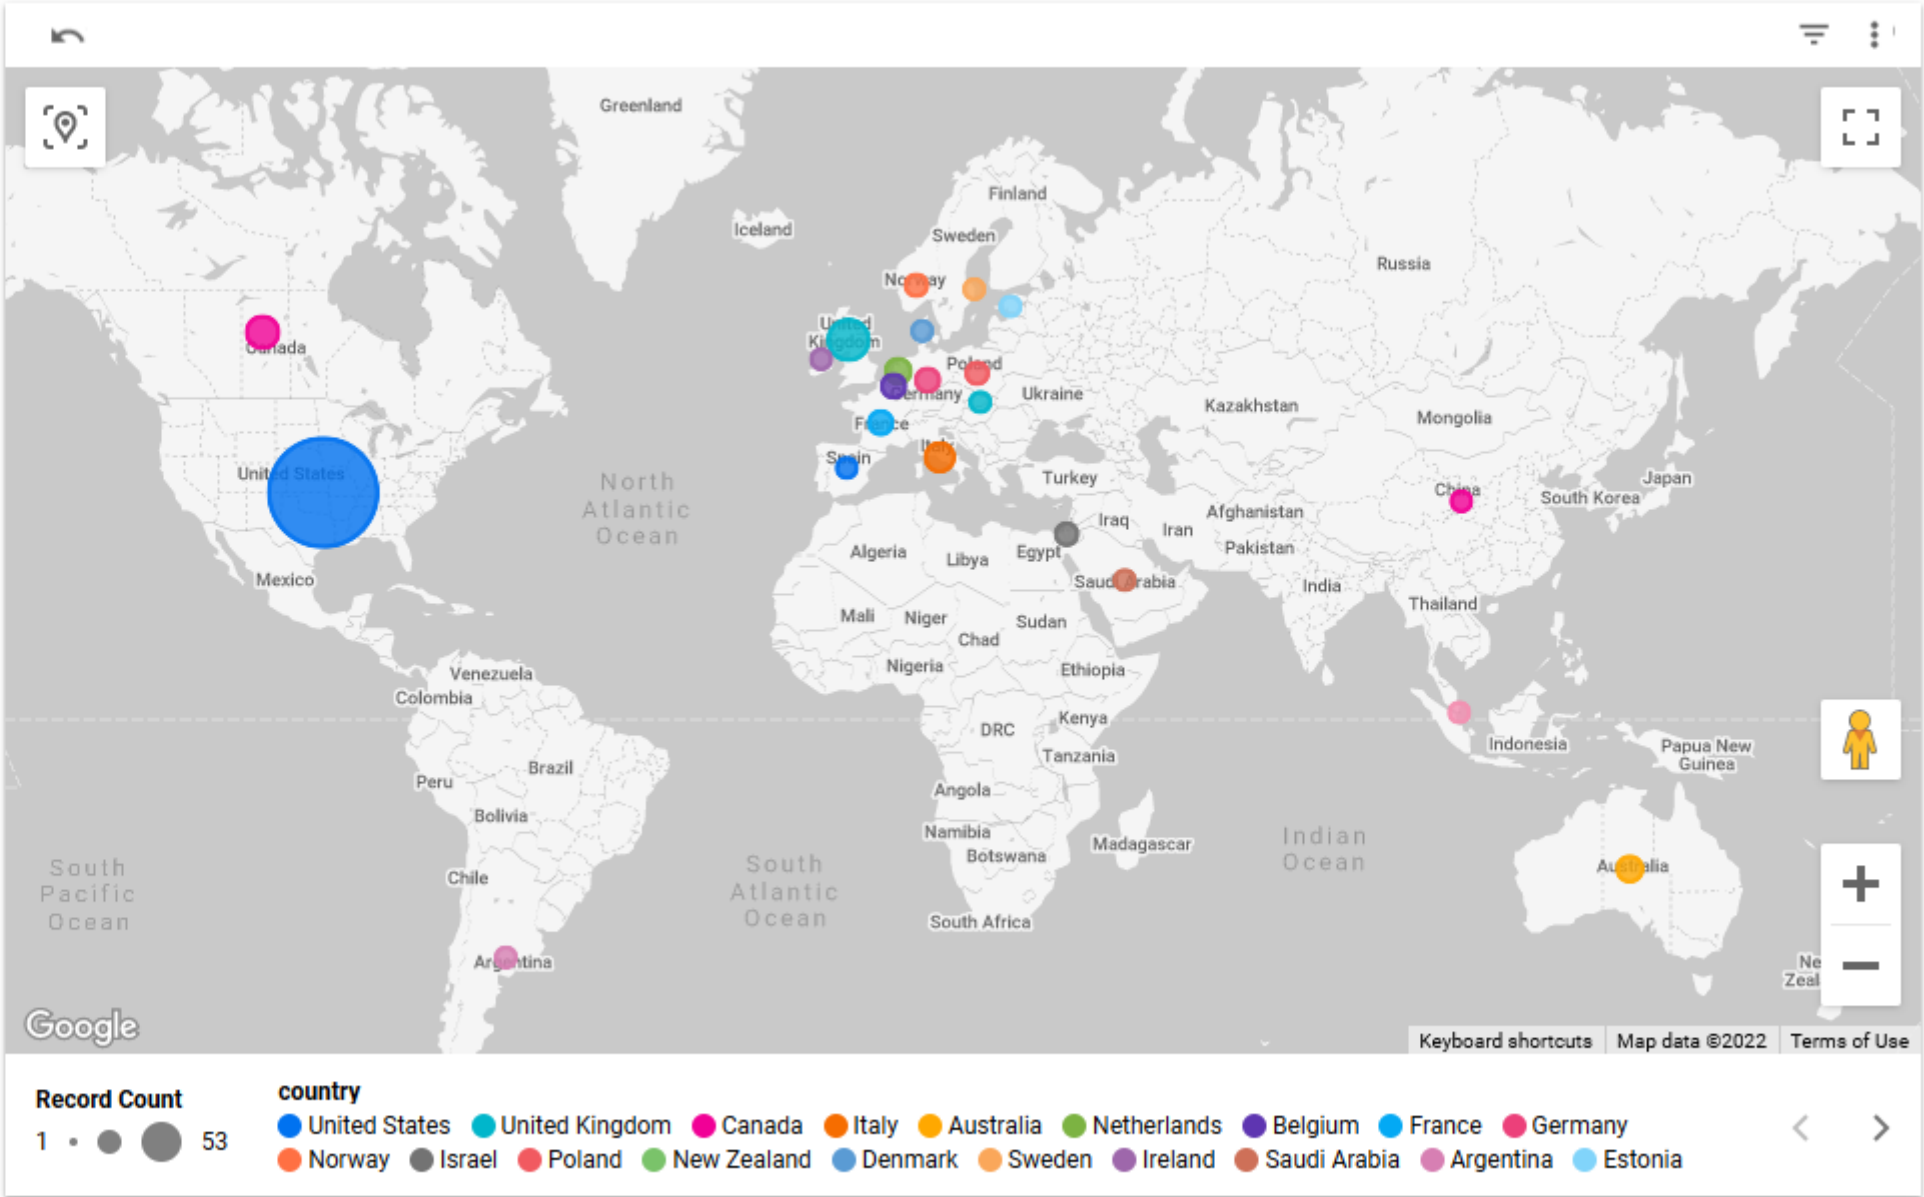 Greenland
Finland
Iceland
Sweden
Russia
Norway
United
Kingdom
Canada
Poland
Germany
Ukraine
Kazakhstan
Mongolia
France
Italy
Spain
United States
North
Atlantic
Ocean
Turkey
China
South Korea
Japan
Iraq
Iran
Afghanistan
Pakistan
Algeria
Libya
Egypt
Mexico
Saudi Arabia
India
Thailand
Mali
Niger
Chad
Sudan
Nigeria
Ethiopia
Venezuela
Colombia
DRC
Kenya
Tanzania
Indonesia
Papua New
Guinea
Peru
Brazil
Bolivia
Angola
Namibia
Botswana
Madagascar
Indian
Ocean
South
Pacific
Ocean
Chile
South
Atlantic
Ocean
South Africa
Australia
Argentina
Ne
Zeal
Google
Keyboard shortcuts Map data ©2022 Terms of Use
Record Count
1 53
country
United States United Kingdom Canada Italy Australia Netherlands Belgium France Germany
Norway Israel Poland New Zealand Denmark Sweden Ireland Saudi Arabia Argentina Estonia